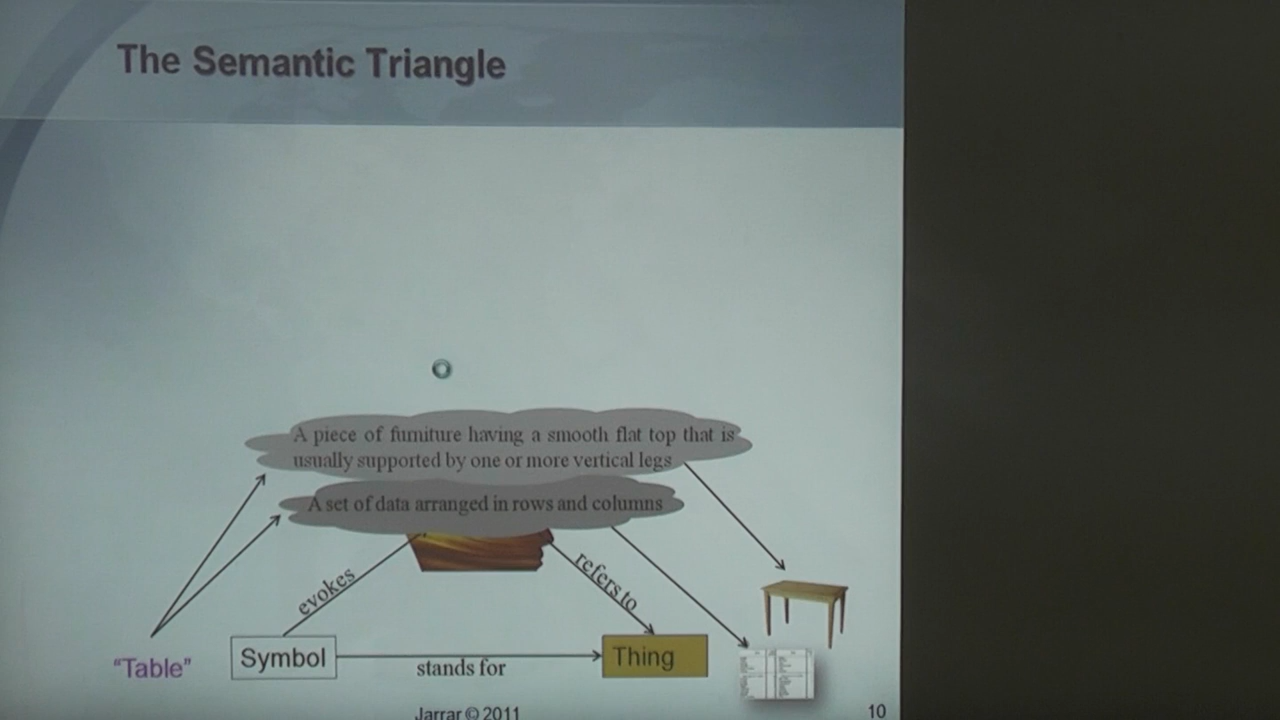 The Semantic Triangle
A piece of furniture having a smooth flat top that is
usually supported by one or more vertical legs
A set of data arranged in rows and columns
evokes
refers to
"Table"
Symbol
stands for
Thing
Jarrar © 2011
10